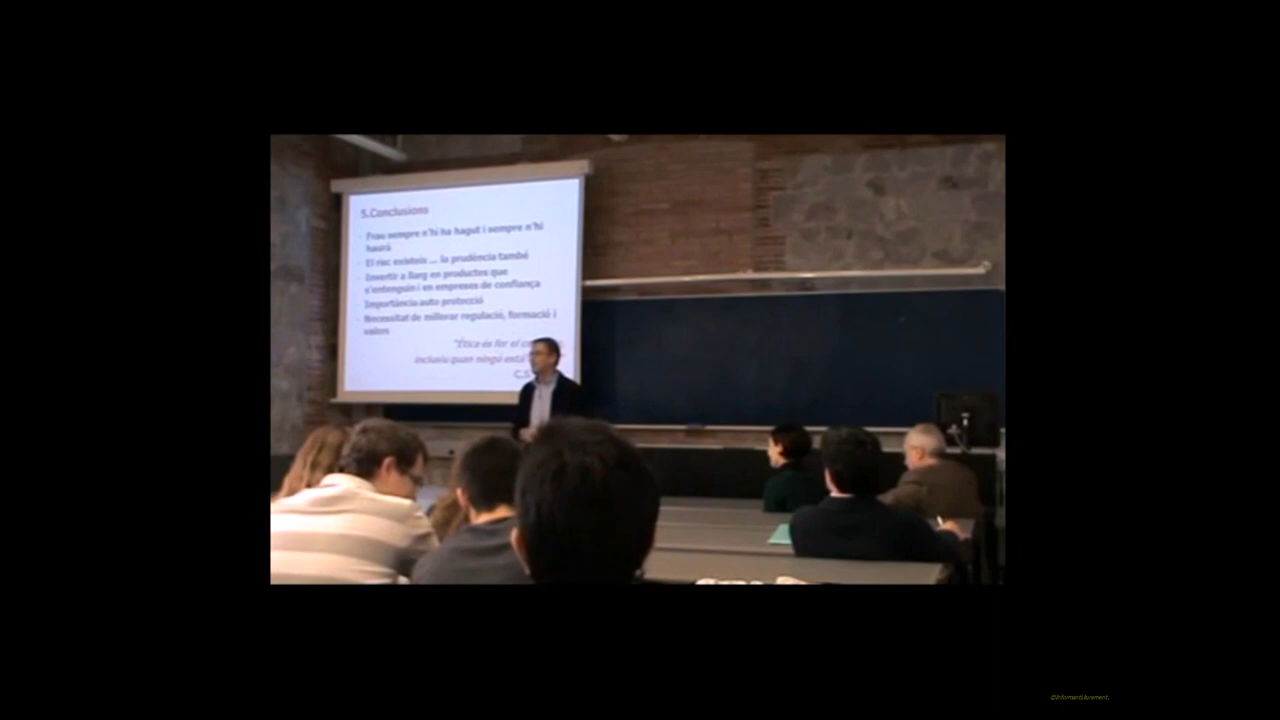 5.Conclusions
Frau sempre n'hi ha hagut i sempre n'hi
haurà
El risc existeix ... la prudència també
Invertir a llarg en productes que
s'entenguin i en empreses de confiança
Importància auto protecció
Necessitat de millorar regulació, formació i
valors
"Ètica és fer el
inclusiu quan ningú està
C.S